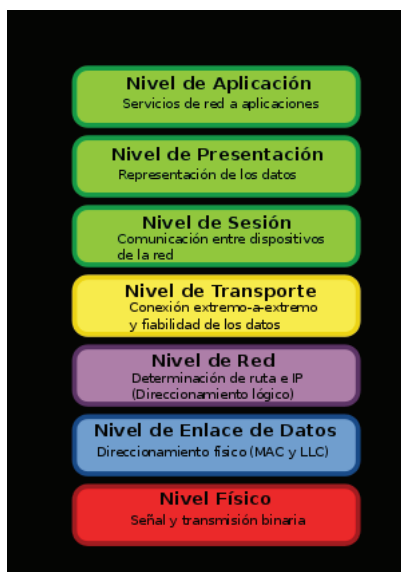 Nivel de Aplicación
Servicios de red a aplicaciones
Nivel de Presentación
Representación de los datos
Nivel de Sesión
Comunicación entre dispositivos
de la red
Nivel de Transporte
Conexión extremo-a-extremo
y fiabilidad de los datos
Nivel de Red
Determinación de ruta e IP
(Direccionamiento lógico)
Nivel de Enlace de Datos
Direccionamiento físico (MAC y LLC)
Nivel Físico
Señal y transmisión binaria